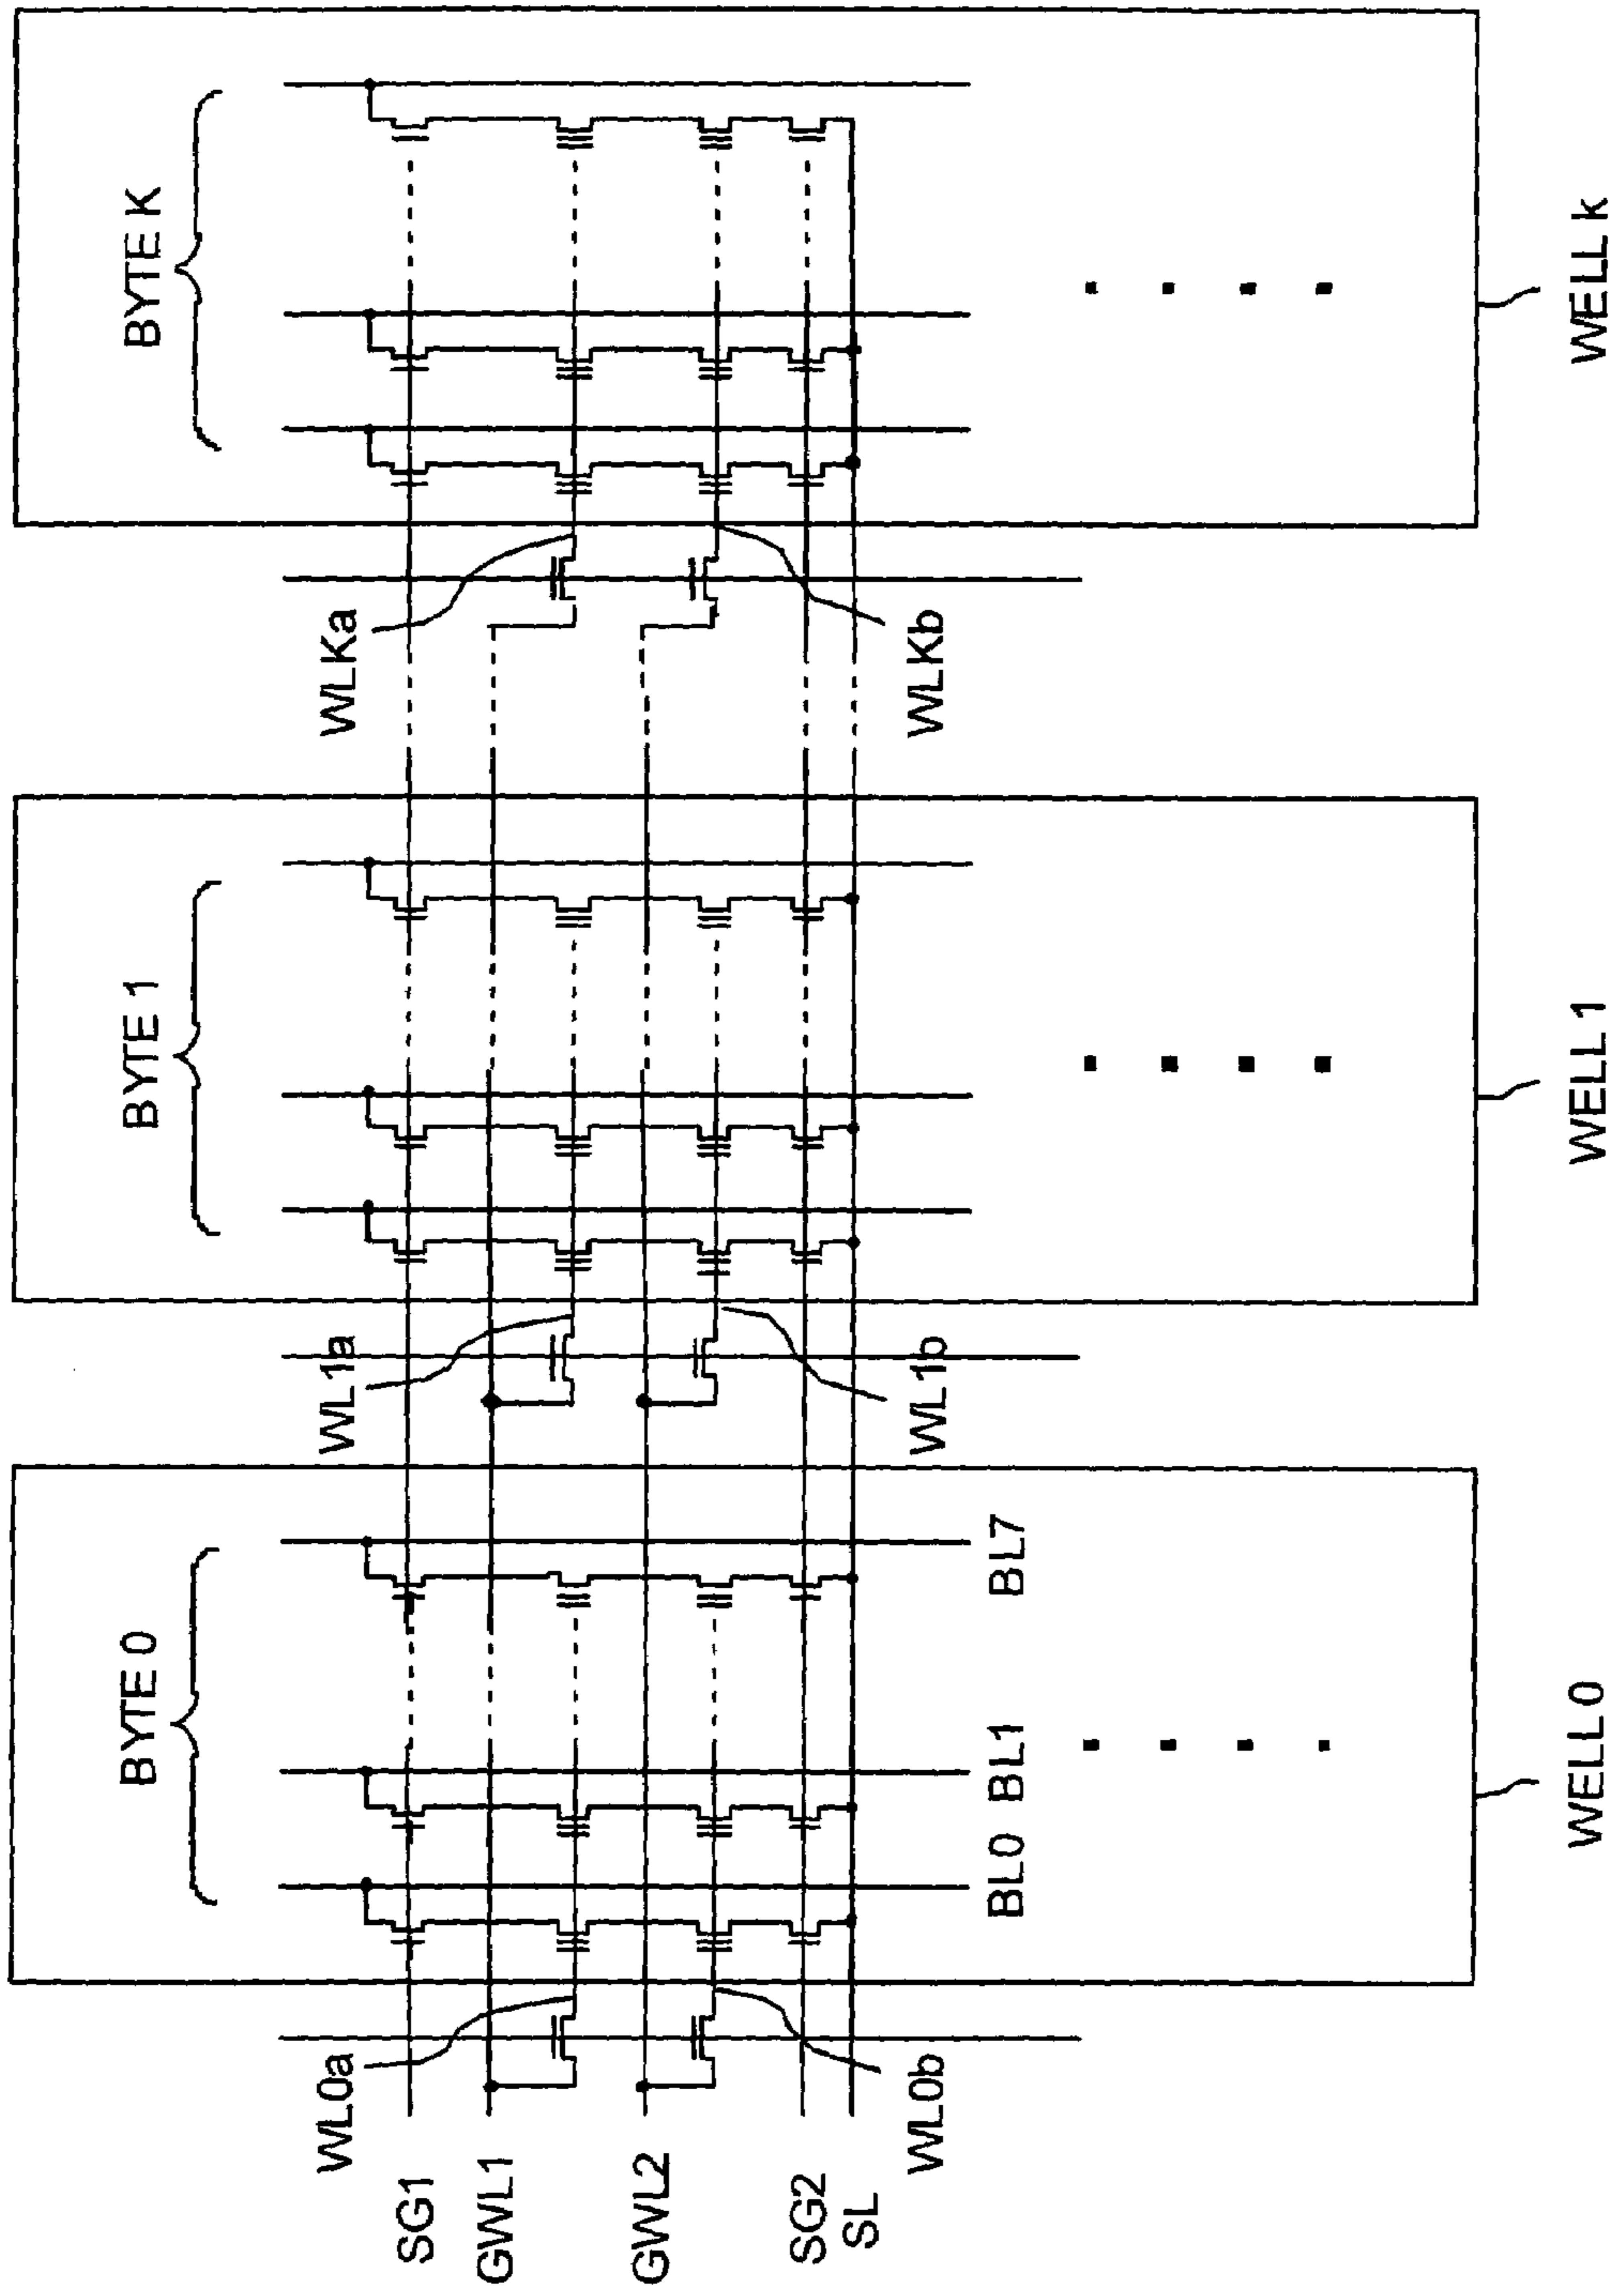 BYTE 0
BYTE 1
BYTE K
WL0a
WL1a
WLKa
SG1
GWL1
GWL2
SG2
SL
WL0b
WL1b
WLKb
BL0 BL1 BL7
WELL 0
WELL 1
WELL k